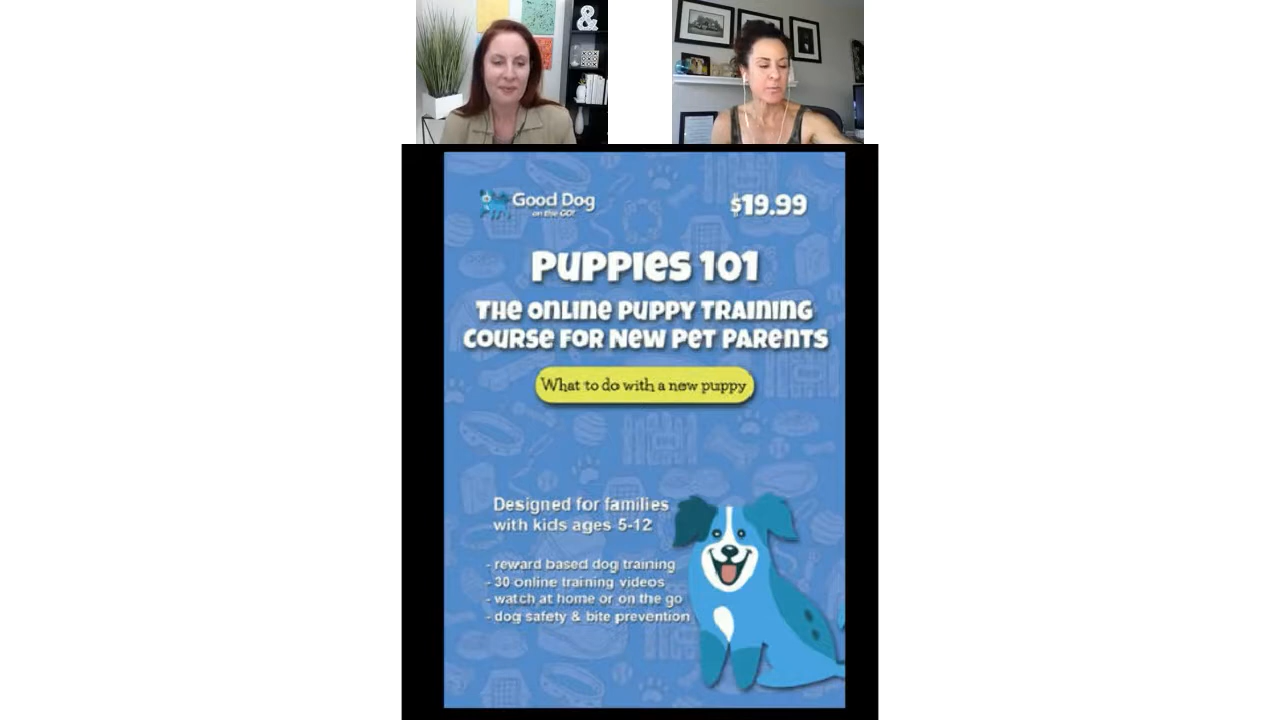 &
Good Dog
on the GO!
$19.99
PUPPIES 101
THE ONLINE PUPPY TRAINING
COURSE FOR NEW PET PARENTS
What to do with a new puppy
Designed for families
with kids ages 5-12
- reward based dog training
- 30 online training videos
- watch at home or on the go
- dog safety & bite prevention